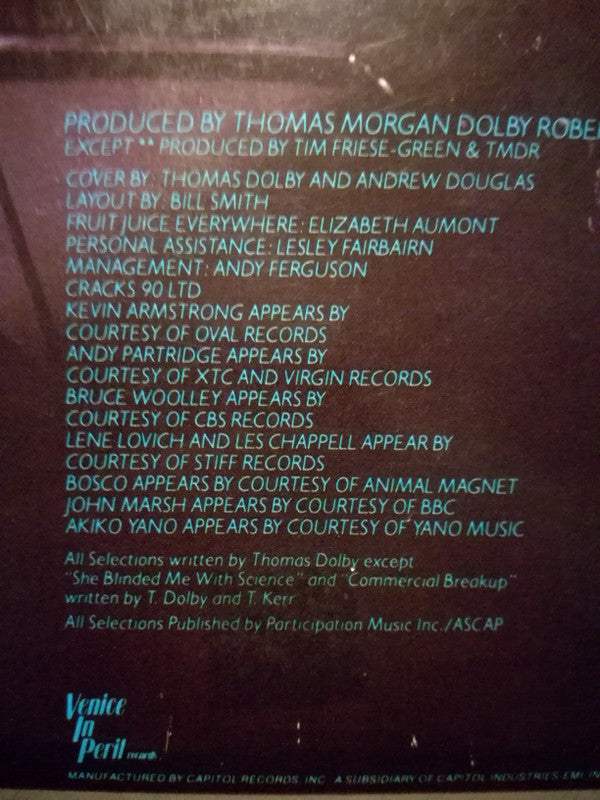 PRODUCED BY THOMAS MORGAN DOLBY ROBE
EXCEPT ** PRODUCED BY TIM FRIESE-GREEN & TMDR
COVER BY: THOMAS DOLBY AND ANDREW DOUGLAS
LAYOUT BY: BILL SMITH
FRUIT JUICE EVERYWHERE: ELIZABETH AUMONT
PERSONAL ASSISTANCE: LESLEY FAIRBAIRN
MANAGEMENT: ANDY FERGUSON
CRACKS 90 LTD
KEVIN ARMSTRONG APPEARS BY
COURTESY OF OVAL RECORDS
ANDY PARTRIDGE APPEARS BY
COURTESY OF XTC AND VIRGIN RECORDS
BRUCE WOOLLEY APPEARS BY
COURTESY OF CBS RECORDS
LENE LOVICH AND LES CHAPPELL APPEAR BY
COURTESY OF STIFF RECORDS
BOSCO APPEARS BY COURTESY OF ANIMAL MAGNET
JOHN MARSH APPEARS BY COURTESY OF BBC
AKIKO YANO APPEARS BY COURTESY OF YANO MUSIC
All Selections written by Thomas Dolby except
"She Blinded Me With Science" and "Commercial Breakup"
written by T. Dolby and T. Kerr
All Selections Published by Participation Music Inc./ASCAP
Venice
In
Peril records
MANUFACTURED BY CAPITOL RECORDS, INC. A SUBSIDIARY OF CAPITOL INDUSTRIES-EMI, IN